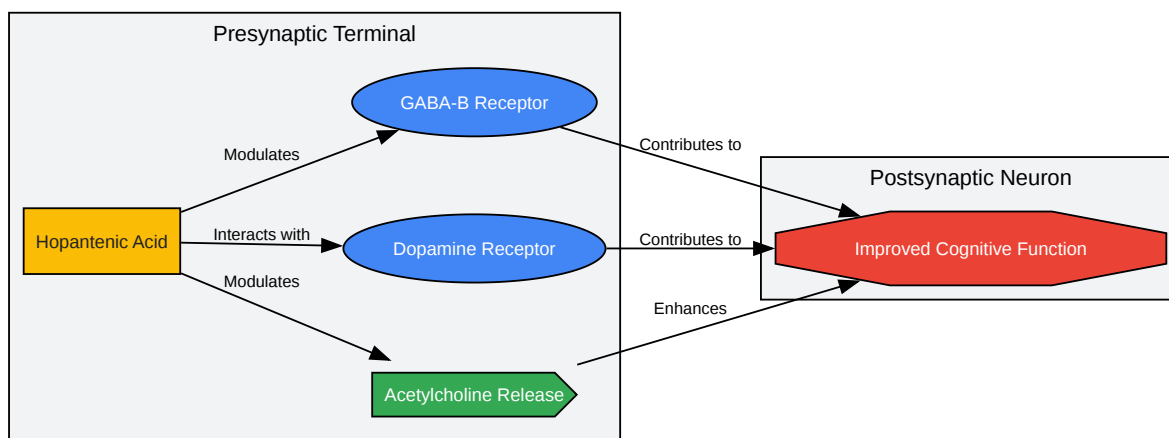 Presynaptic Terminal
GABA-B Receptor
Modulates
Contributes to
Postsynaptic Neuron
Hopantenic Acid
Interacts with
Dopamine Receptor
Contributes to
Improved Cognitive Function
Modulates
Enhances
Acetylcholine Release